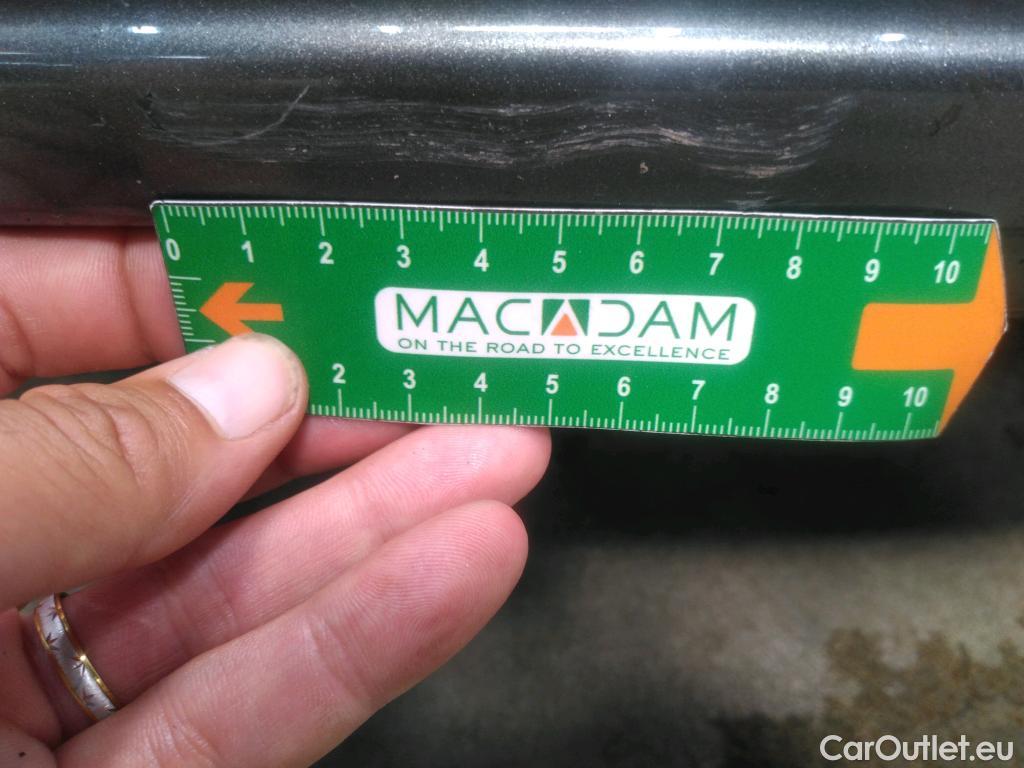 0 1 2 3 4 5 6 7 8 9 10
MACADAM
ON THE ROAD TO EXCELLENCE
2 3 4 5 6 7 8 9 10
CarOutlet.eu